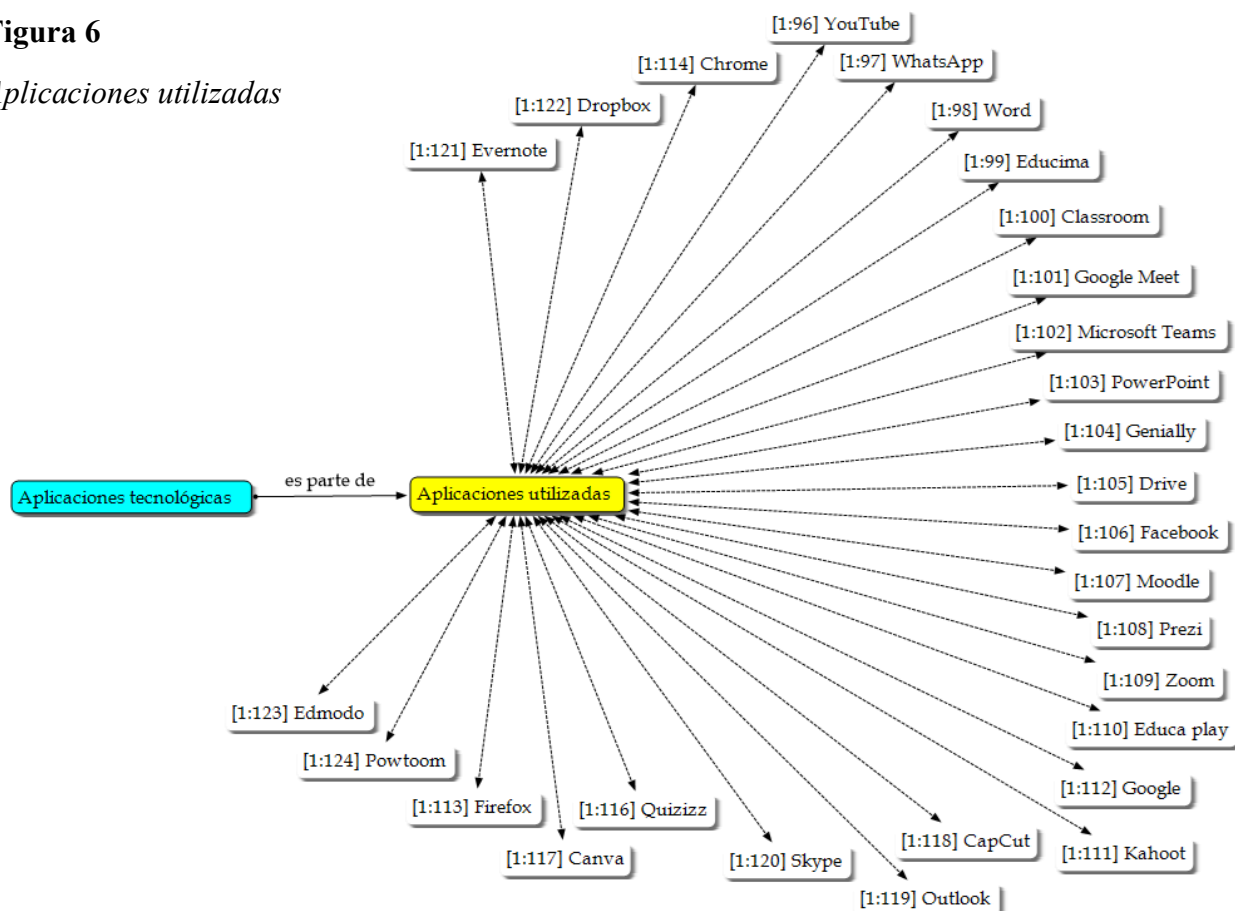 Figura 6
Aplicaciones utilizadas
[1:96] YouTube
[1:114] Chrome
[1:97] WhatsApp
[1:122] Dropbox
[1:98] Word
[1:121] Evernote
[1:99] Educima
[1:100] Classroom
[1:101] Google Meet
[1:102] Microsoft Teams
[1:103] PowerPoint
[1:104] Genially
es parte de
Aplicaciones tecnológicas
Aplicaciones utilizadas
[1:105] Drive
[1:106] Facebook
[1:107] Moodle
[1:108] Prezi
[1:109] Zoom
[1:123] Edmodo
[1:110] Educa play
[1:124] Powtoom
[1:112] Google
[1:113] Firefox
[1:116] Quizizz
[1:118] CapCut
[1:111] Kahoot
[1:117] Canva
[1:120] Skype
[1:119] Outlook